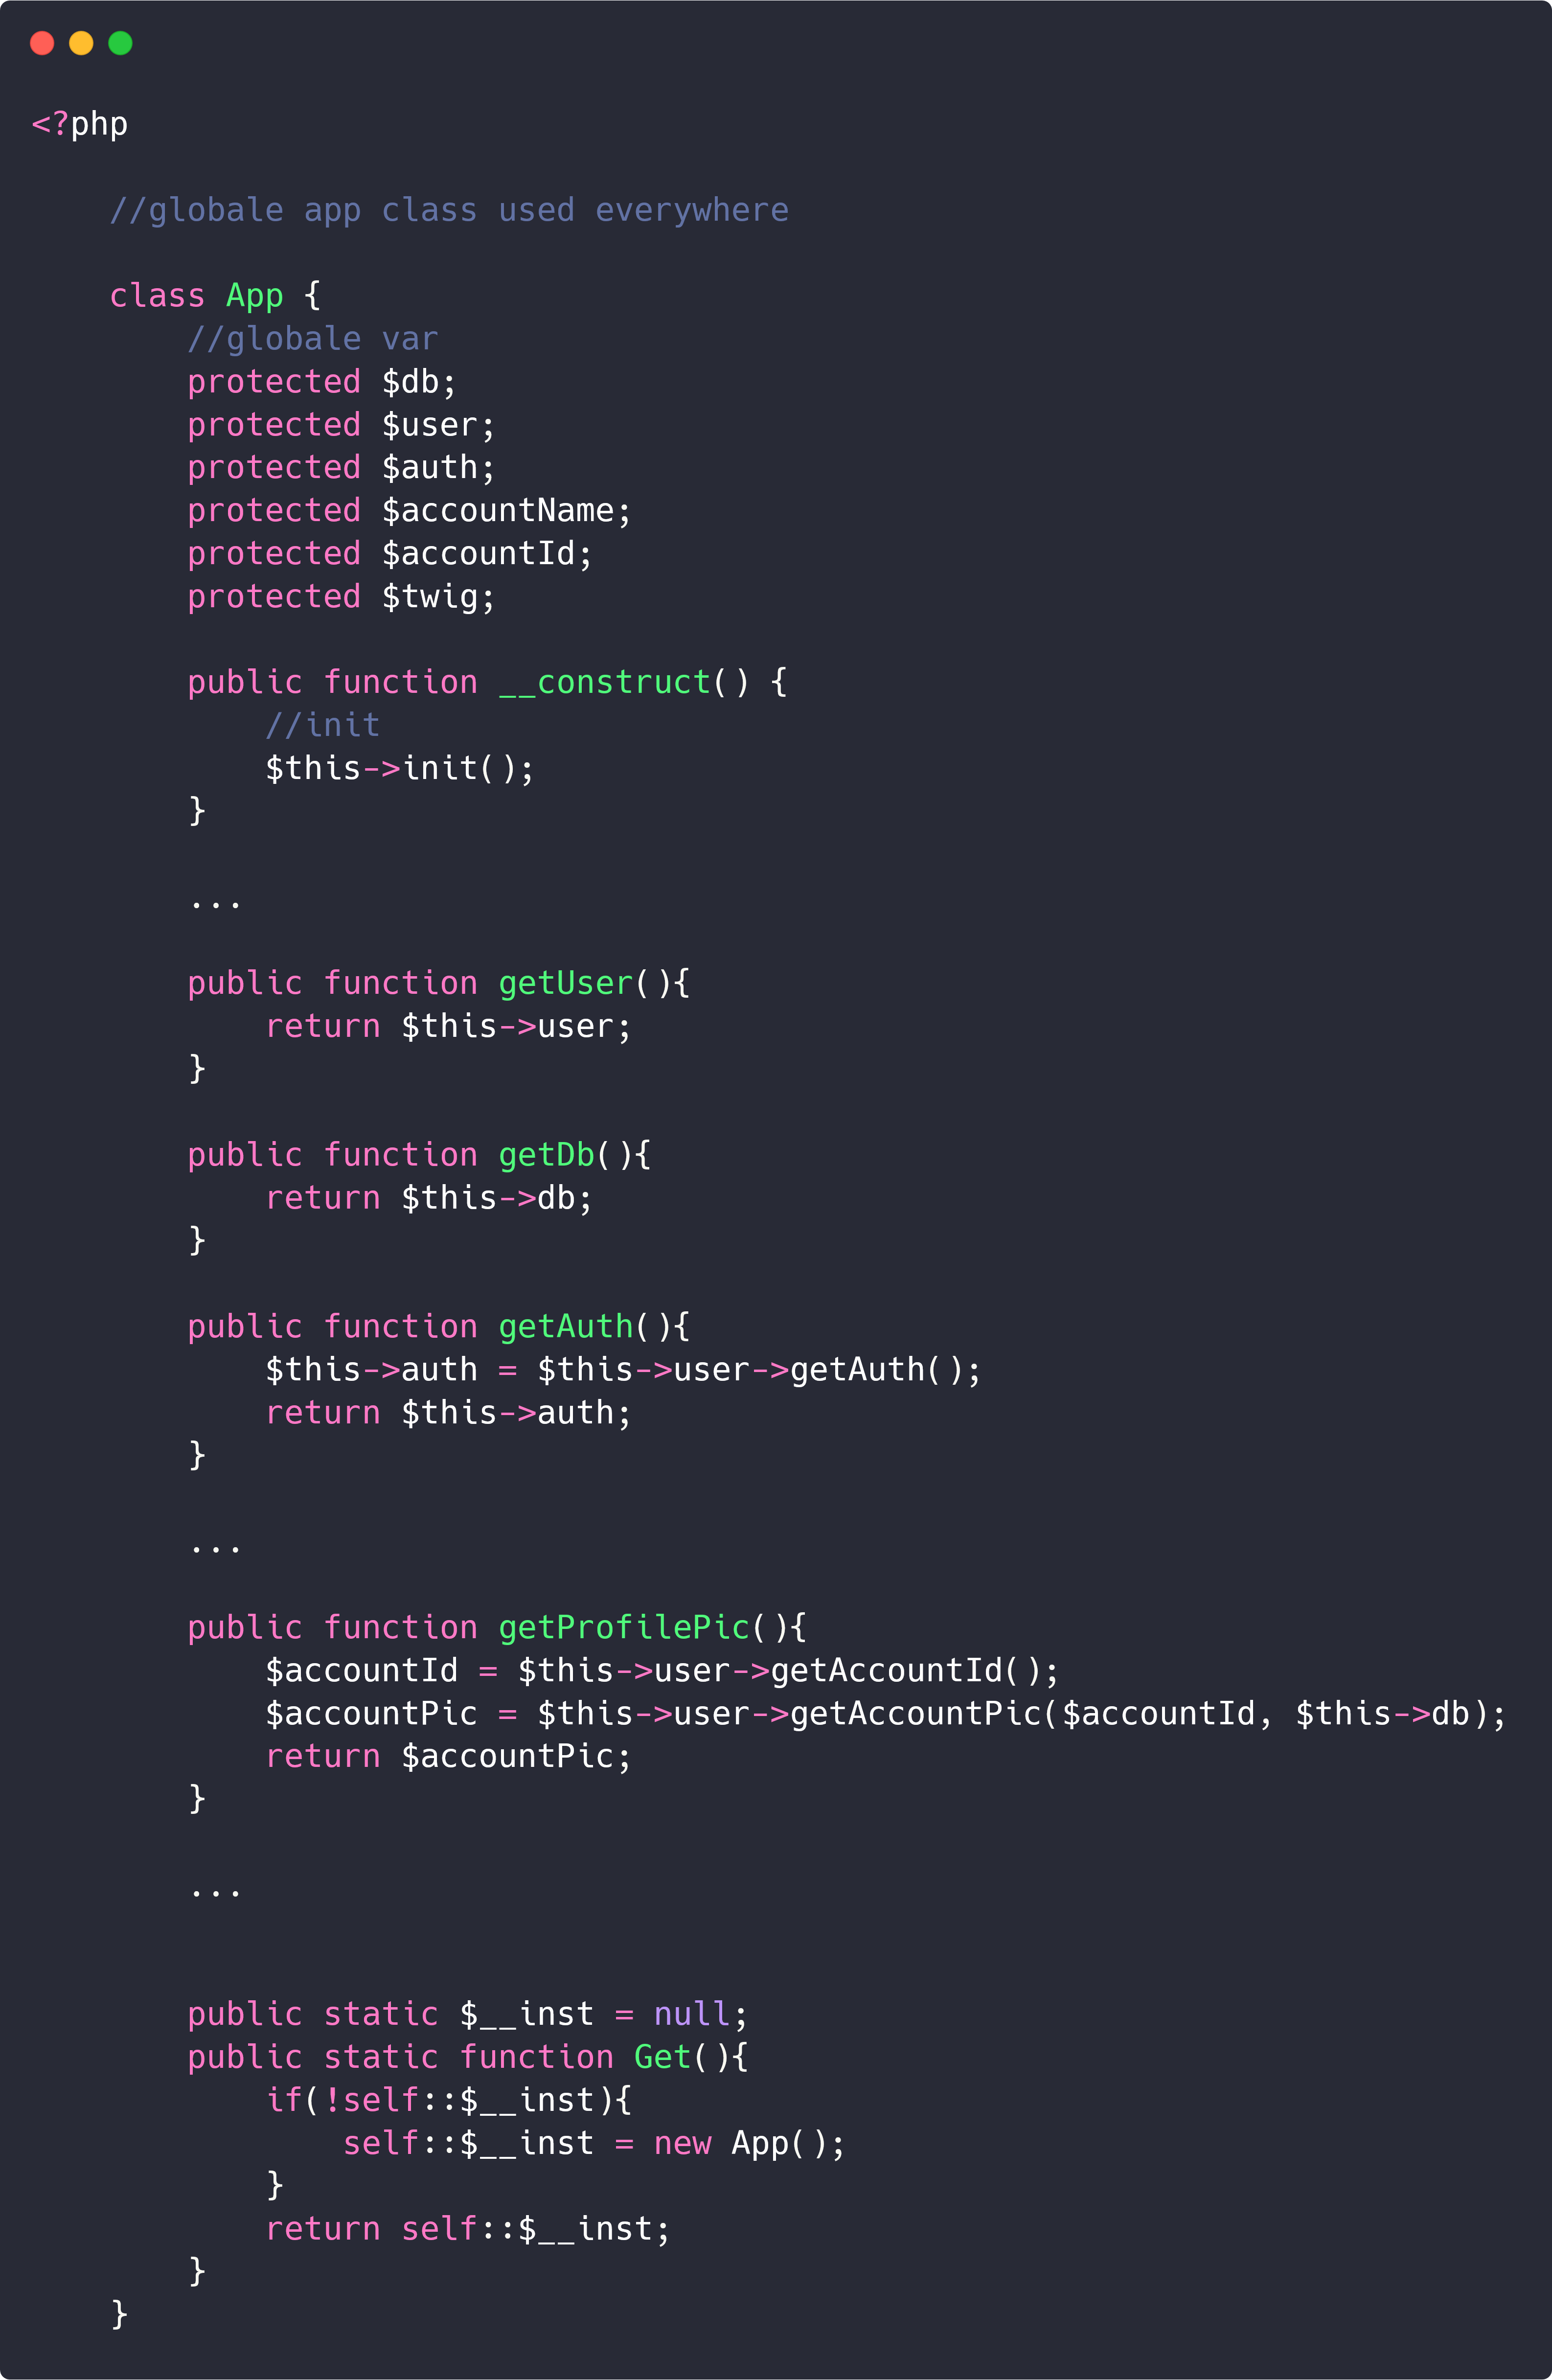 <?php
//globale app class used everywhere
class App {
//globale var
protected $db;
protected $user;
protected $auth;
protected $accountName;
protected $accountId;
protected $twig;
public function __construct() {
//init
$this->init();
}
...
public function getUser(){
return $this->user;
}
public function getDb(){
return $this->db;
}
public function getAuth(){
$this->auth = $this->user->getAuth();
return $this->auth;
}
...
public function getProfilePic(){
$accountId = $this->user->getAccountId();
$accountPic = $this->user->getAccountPic($accountId, $this->db);
return $accountPic;
}
...
public static $__inst = null;
public static function Get(){
if(!self::$__inst){
self::$__inst = new App();
}
return self::$__inst;
}
}